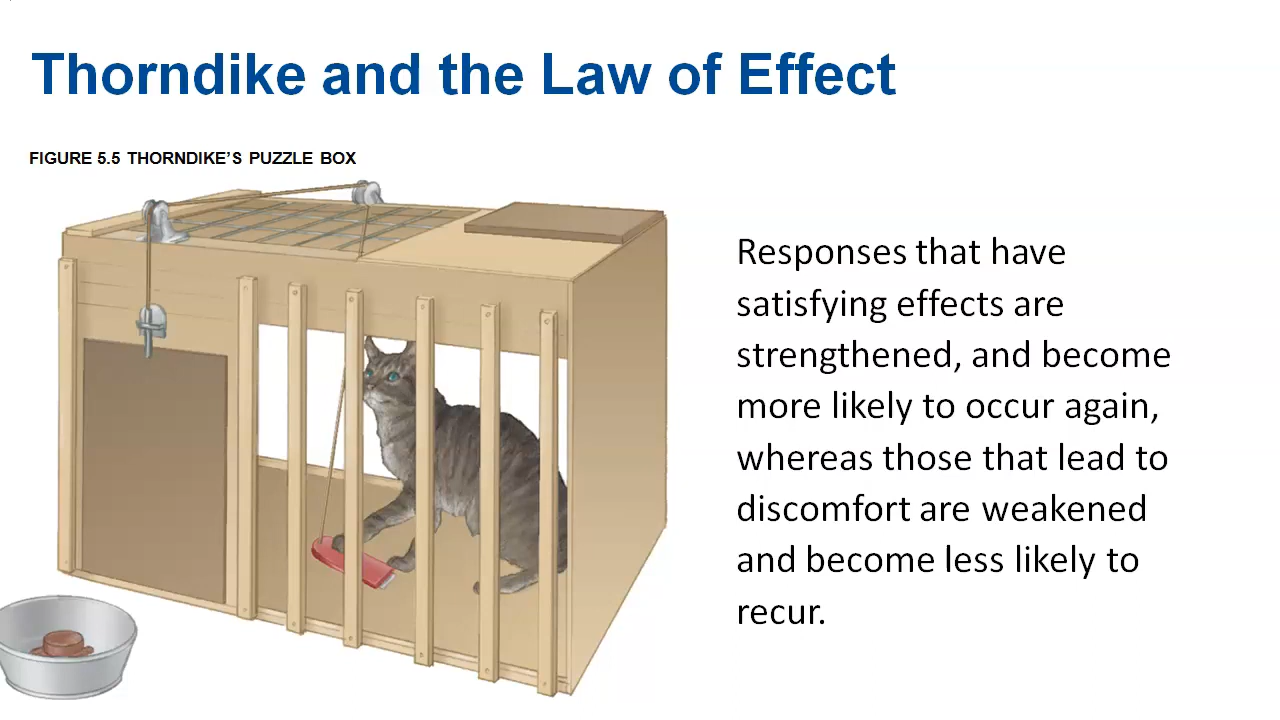 Thorndike and the Law of Effect
FIGURE 5.5 THORNDIKE’S PUZZLE BOX
Responses that have
satisfying effects are
strengthened, and become
more likely to occur again,
whereas those that lead to
discomfort are weakened
and become less likely to
recur.